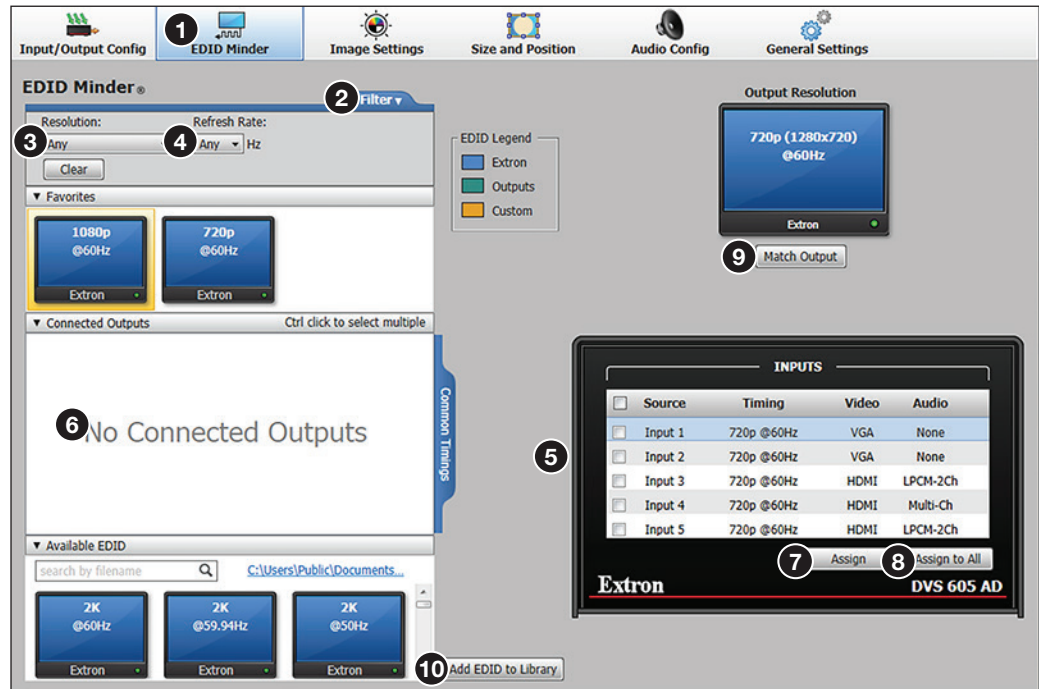 1
Input/Output Config
EDID Minder
Image Settings
Size and Position
Audio Config
General Settings
EDID Minder®
2
Filter ▾
Resolution:
Refresh Rate:
3
Any
4
Any
Hz
Clear
▼ Favorites
1080p
@60Hz
Extron
720p
@60Hz
Extron
▼ Connected Outputs
Ctrl click to select multiple
6
No Connected Outputs
Common Timings
▼ Available EDID
search by filename
C:\Users\Public\Documents...
2K
@60Hz
Extron
2K
@59.94Hz
Extron
2K
@50Hz
Extron
10
Add EDID to Library
EDID Legend
Extron
Outputs
Custom
Output Resolution
720p (1280x720)
@60Hz
Extron
9
Match Output
5
INPUTS
Source Timing Video Audio
Input 1 720p @60Hz VGA None
Input 2 720p @60Hz VGA None
Input 3 720p @60Hz HDMI LPCM-2Ch
Input 4 720p @60Hz HDMI Multi-Ch
Input 5 720p @60Hz HDMI LPCM-2Ch
7
Assign
8
Assign to All
Extron
DVS 605 AD